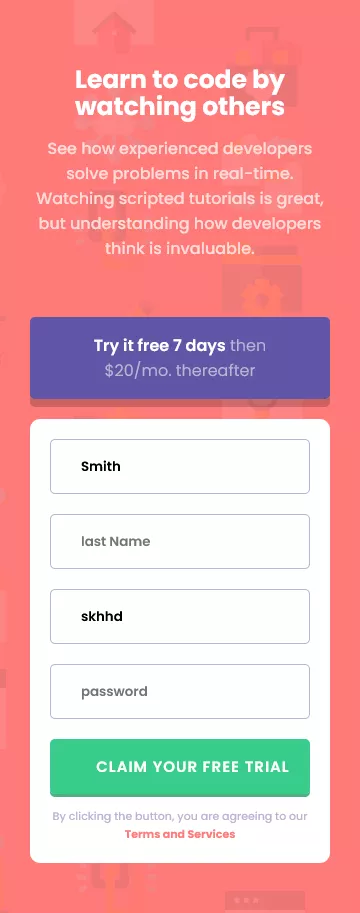 Learn to code by
watching others
See how experienced developers
solve problems in real-time.
Watching scripted tutorials is great,
but understanding how developers
think is invaluable.
Try it free 7 days then
$20/mo. thereafter
Smith
last Name
skhhd
password
CLAIM YOUR FREE TRIAL
By clicking the button, you are agreeing to our
Terms and Services